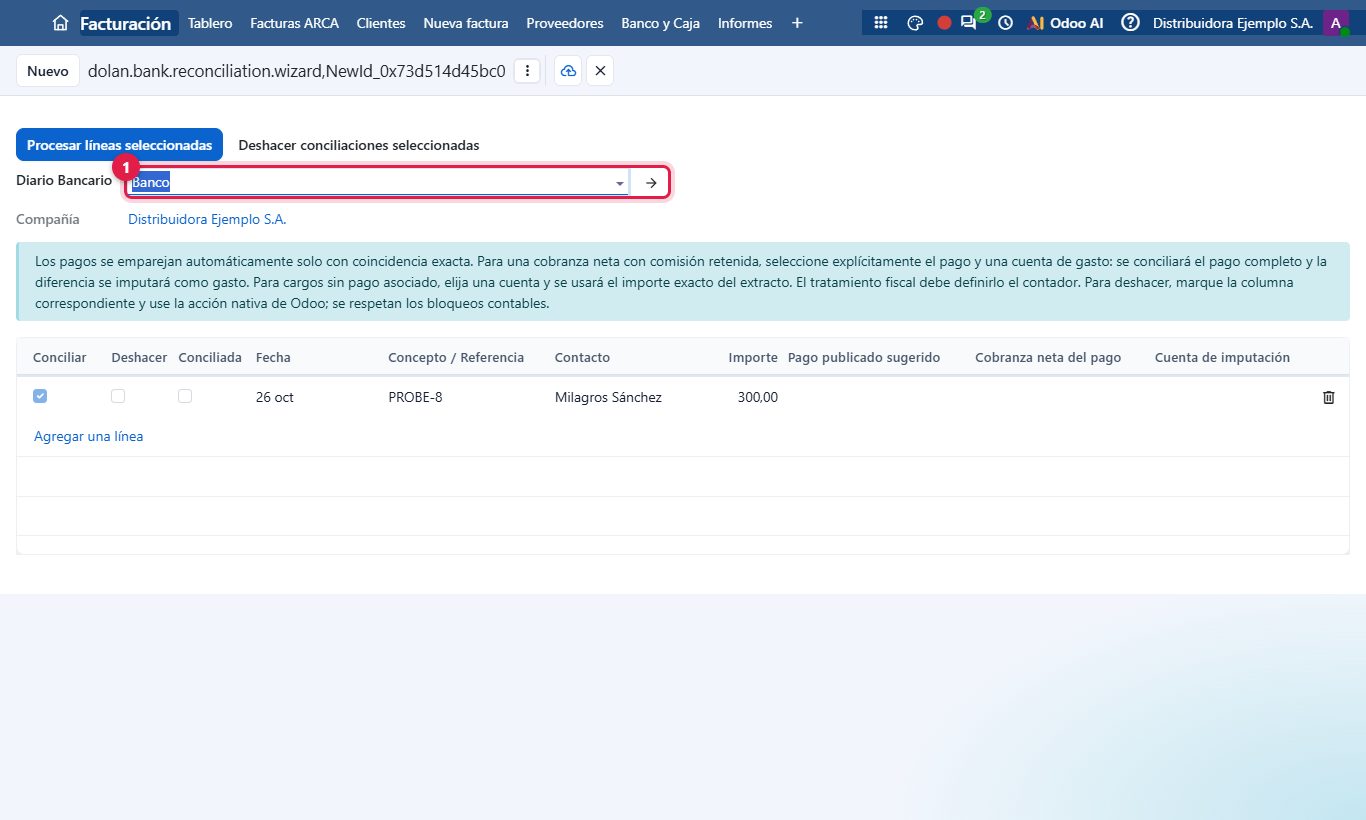 Facturación Tablero Facturas ARCA Clientes Nueva factura Proveedores Banco y Caja Informes + 2 Odoo AI Distribuidora Ejemplo S.A. A
Nuevo dolan.bank.reconciliation.wizard,NewId_0x73d514d45bc0
Procesar líneas seleccionadas Deshacer conciliaciones seleccionadas
1
Diario Bancario Banco
Compañía Distribuidora Ejemplo S.A.
Los pagos se emparejan automáticamente solo con coincidencia exacta. Para una cobranza neta con comisión retenida, seleccione explícitamente el pago y una cuenta de gasto: se conciliará el pago completo y la
diferencia se imputará como gasto. Para cargos sin pago asociado, elija una cuenta y se usará el importe exacto del extracto. El tratamiento fiscal debe definirlo el contador. Para deshacer, marque la columna
correspondiente y use la acción nativa de Odoo; se respetan los bloqueos contables.
Conciliar Deshacer Conciliada Fecha Concepto / Referencia Contacto Importe Pago publicado sugerido Cobranza neta del pago Cuenta de imputación
26 oct PROBE-8 Milagros Sánchez 300,00
Agregar una línea